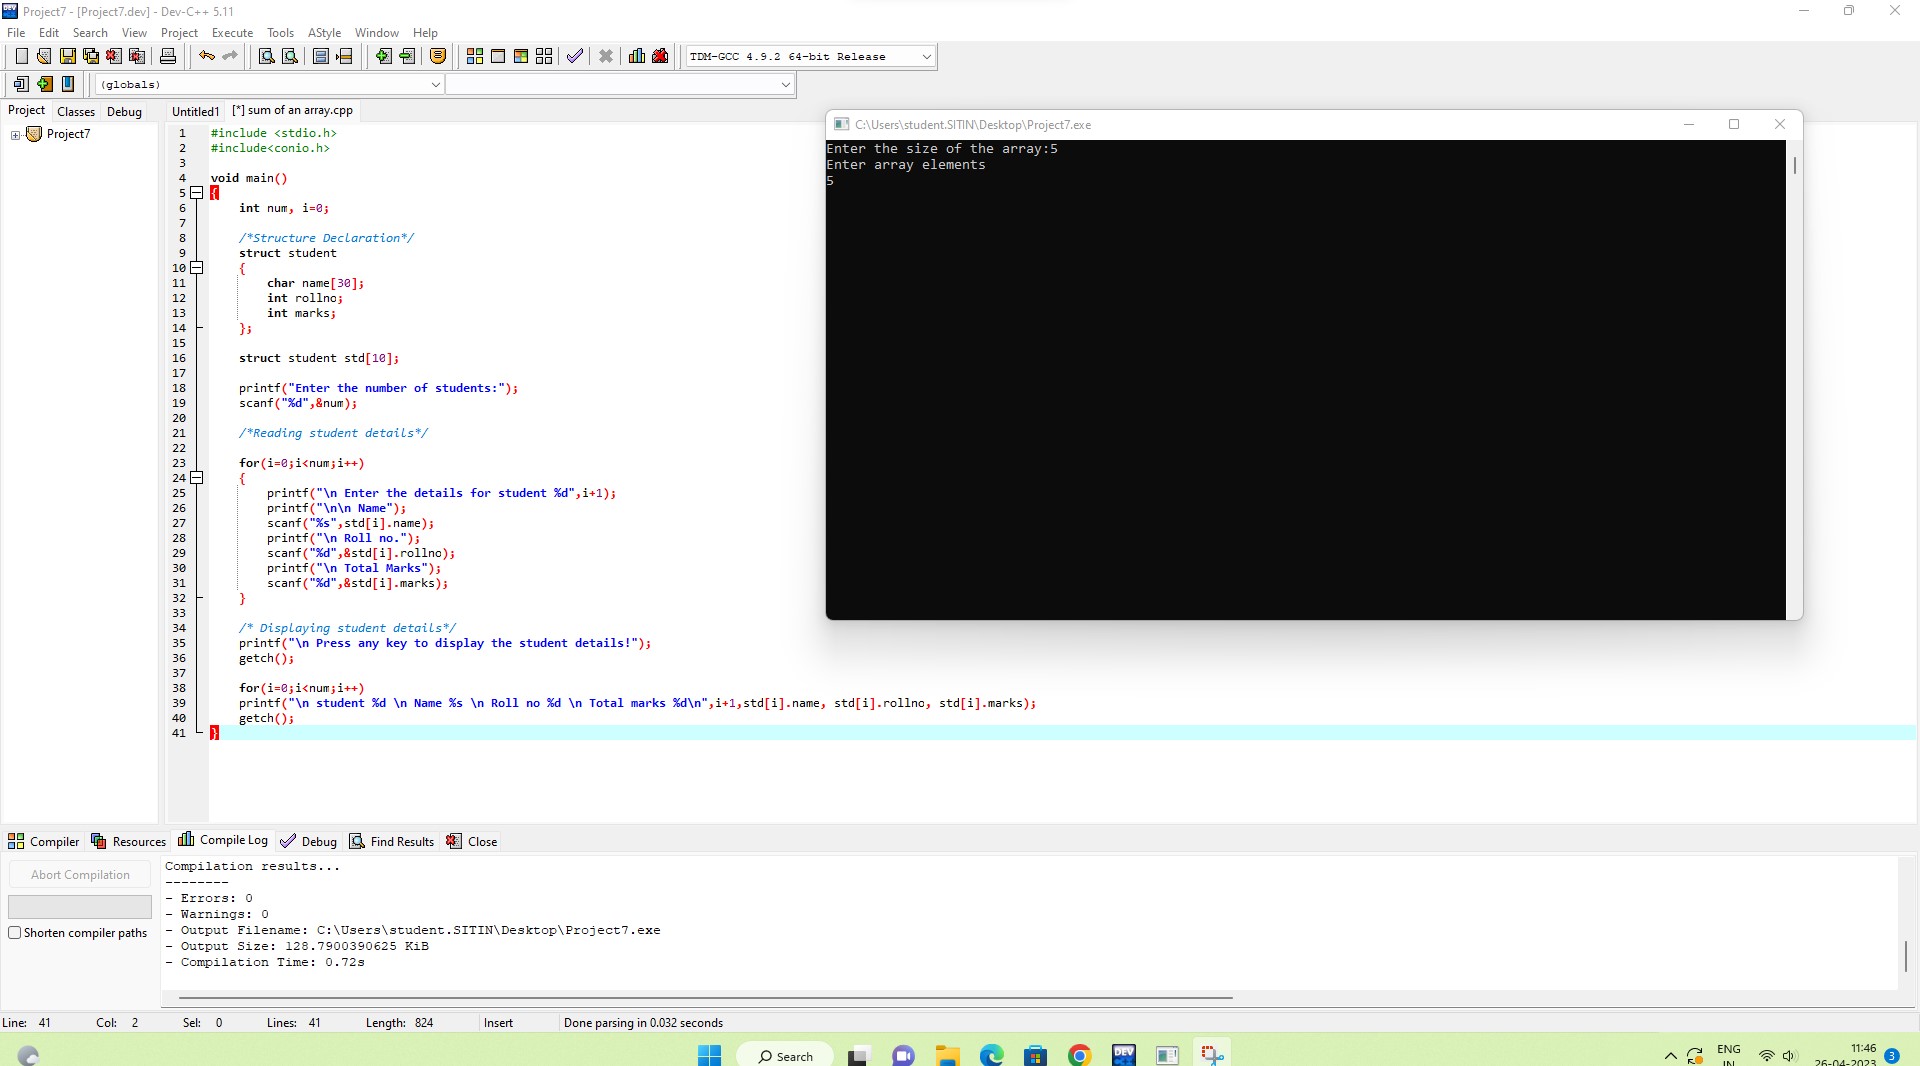 Project7 - [Project7.dev] - Dev-C++ 5.11
File Edit Search View Project Execute Tools AStyle Window Help
TDM-GCC 4.9.2 64-bit Release
(globals)
Project Classes Debug
Project7
Untitled1 [*] sum of an array.cpp
1 #include <stdio.h>
2 #include<conio.h>
3
4 void main()
5 {
6 int num, i=0;
7
8 /*Structure Declaration*/
9 struct student
10 {
11 char name[30];
12 int rollno;
13 int marks;
14 };
15
16 struct student std[10];
17
18 printf("Enter the number of students:");
19 scanf("%d",&num);
20
21 /*Reading student details*/
22
23 for(i=0;i<num;i++)
24 {
25 printf("\n Enter the details for student %d",i+1);
26 printf("\n\n Name");
27 scanf("%s",std[i].name);
28 printf("\n Roll no.");
29 scanf("%d",&std[i].rollno);
30 printf("\n Total Marks");
31 scanf("%d",&std[i].marks);
32 }
33
34 /* Displaying student details*/
35 printf("\n Press any key to display the student details!");
36 getch();
37
38 for(i=0;i<num;i++)
39 printf("\n student %d \n Name %s \n Roll no %d \n Total marks %d\n",i+1,std[i].name, std[i].rollno, std[i].marks);
40 getch();
41 }
C:\Users\student.SITIN\Desktop\Project7.exe
Enter the size of the array:5
Enter array elements
5
Compiler Resources Compile Log Debug Find Results Close
Abort Compilation
Shorten compiler paths
Compilation results...
--------
- Errors: 0
- Warnings: 0
- Output Filename: C:\Users\student.SITIN\Desktop\Project7.exe
- Output Size: 128.7900390625 KiB
- Compilation Time: 0.72s
Line: 41 Col: 2 Sel: 0 Lines: 41 Length: 824 Insert Done parsing in 0.032 seconds
Search
DEV
ENG
IN
11:46
26-04-2023
3